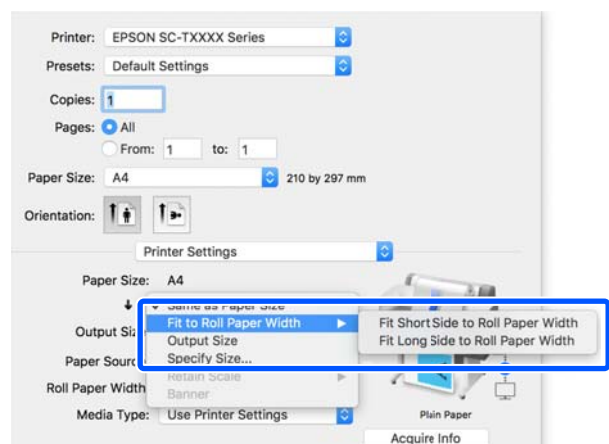 Printer: EPSON SC-TXXXX Series
Presets: Default Settings
Copies: 1
Pages: All
From: 1 to: 1
Paper Size: A4 210 by 297 mm
Orientation:
Printer Settings
Paper Size: A4
Same as Paper Size
Fit to Roll Paper Width
Fit Short Side to Roll Paper Width
Output Size
Fit Long Side to Roll Paper Width
Paper Source
Specify Size...
Retain Scale
Roll Paper Width
Banner
Media Type: Use Printer Settings
Plain Paper
Acquire Info